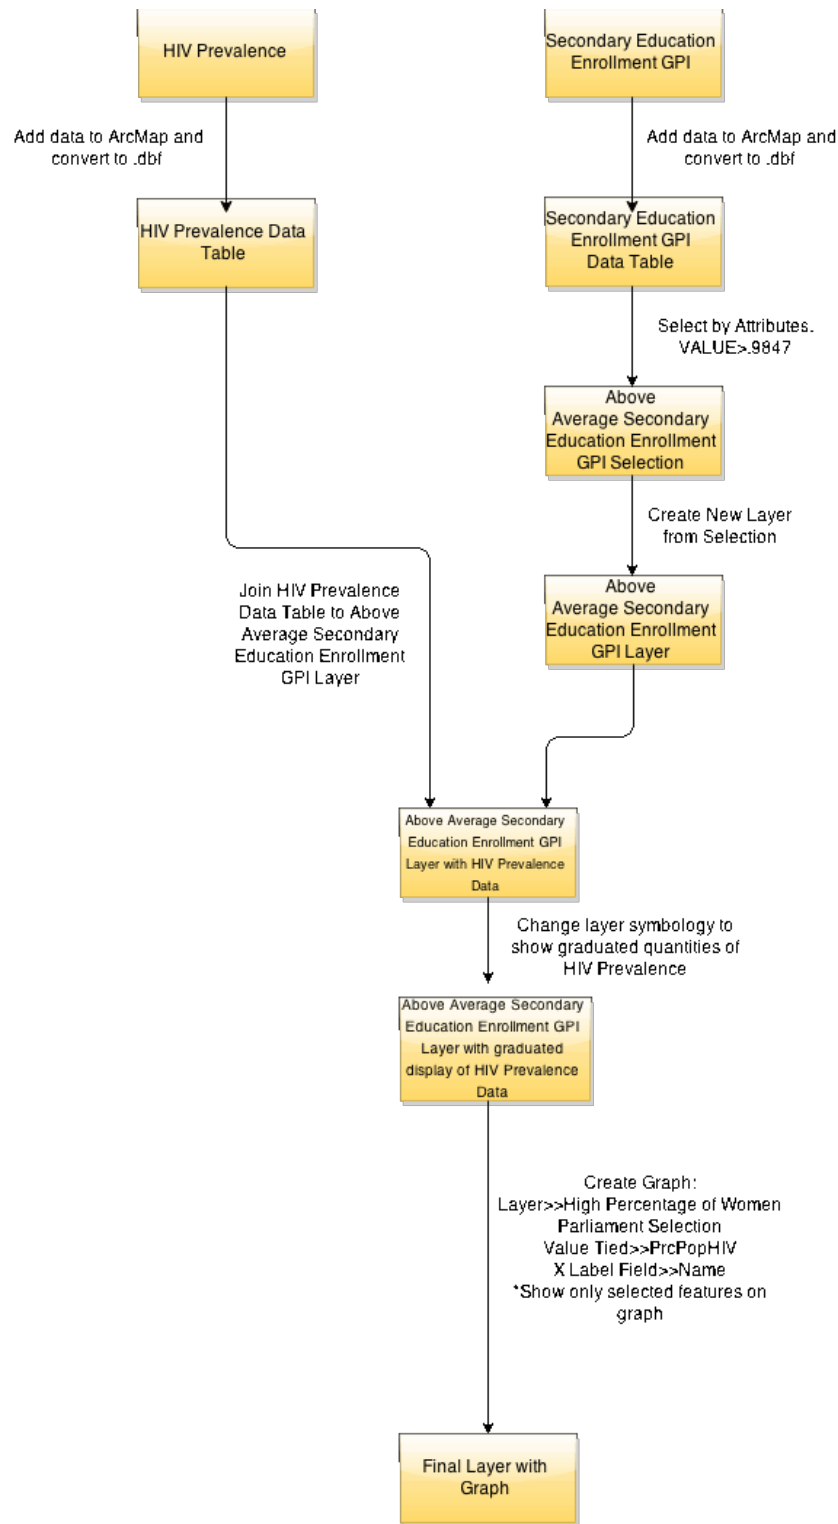 HIV Prevalence
Secondary Education
Enrollment GPI
Add data to ArcMap and
convert to .dbf
Add data to ArcMap and
convert to .dbf
HIV Prevalence Data
Table
Secondary Education
Enrollment GPI
Data Table
Select by Attributes.
VALUE>.9847
Above
Average Secondary
Education Enrollment
GPI Selection
Create New Layer
from Selection
Above
Average Secondary
Education Enrollment
GPI Layer
Join HIV Prevalence
Data Table to Above
Average Secondary
Education Enrollment
GPI Layer
Above Average Secondary
Education Enrollment GPI
Layer with HIV Prevalence
Data
Change layer symbology to
show graduated quantities of
HIV Prevalence
Above Average Secondary
Education Enrollment GPI
Layer with graduated
display of HIV Prevalence
Data
Create Graph:
Layer>>High Percentage of Women
Parliament Selection
Value Tied>>PrcPopHIV
X Label Field>>Name
*Show only selected features on
graph
Final Layer with
Graph